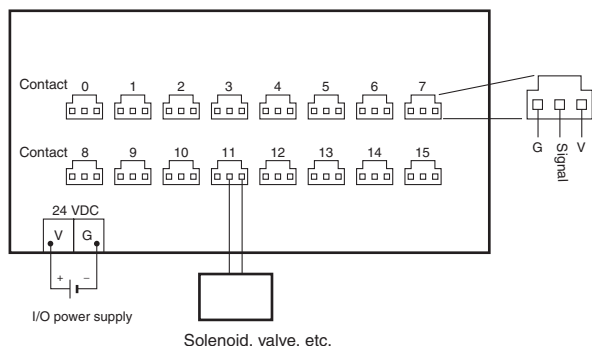 Contact 0 1 2 3 4 5 6 7
G Signal V
Contact 8 9 10 11 12 13 14 15
24 VDC
V G
+ −
I/O power supply
Solenoid, valve, etc.